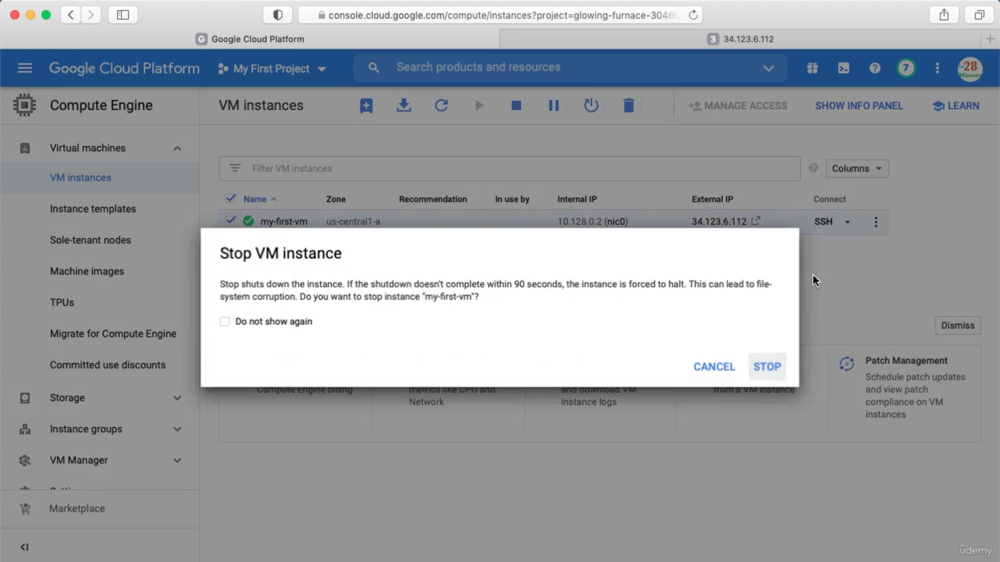 console.cloud.google.com/compute/instances?project=glowing-furnace-3046
G Google Cloud Platform
3 34.123.6.112
Google Cloud Platform
My First Project
Search products and resources
7
in28
Minutes
Compute Engine
VM instances
MANAGE ACCESS
SHOW INFO PANEL
LEARN
Virtual machines
VM instances
Instance templates
Sole-tenant nodes
Machine images
TPUs
Migrate for Compute Engine
Committed use discounts
Storage
Instance groups
VM Manager
Marketplace
Filter VM instances
Columns
Name Zone Recommendation In use by Internal IP External IP Connect
my-first-vm us-central1-a 10.128.0.2 (nic0) 34.123.6.112 SSH
Stop VM instance
Stop shuts down the instance. If the shutdown doesn't complete within 90 seconds, the instance is forced to halt. This can lead to file-
system corruption. Do you want to stop instance "my-first-vm"?
Do not show again
CANCEL STOP
Dismiss
Compute Engine billing
metrics like CPU and
Network
and download VM
instance logs
from a VM instance
Patch Management
Schedule patch updates
and view patch
compliance on VM
instances
ûdemy